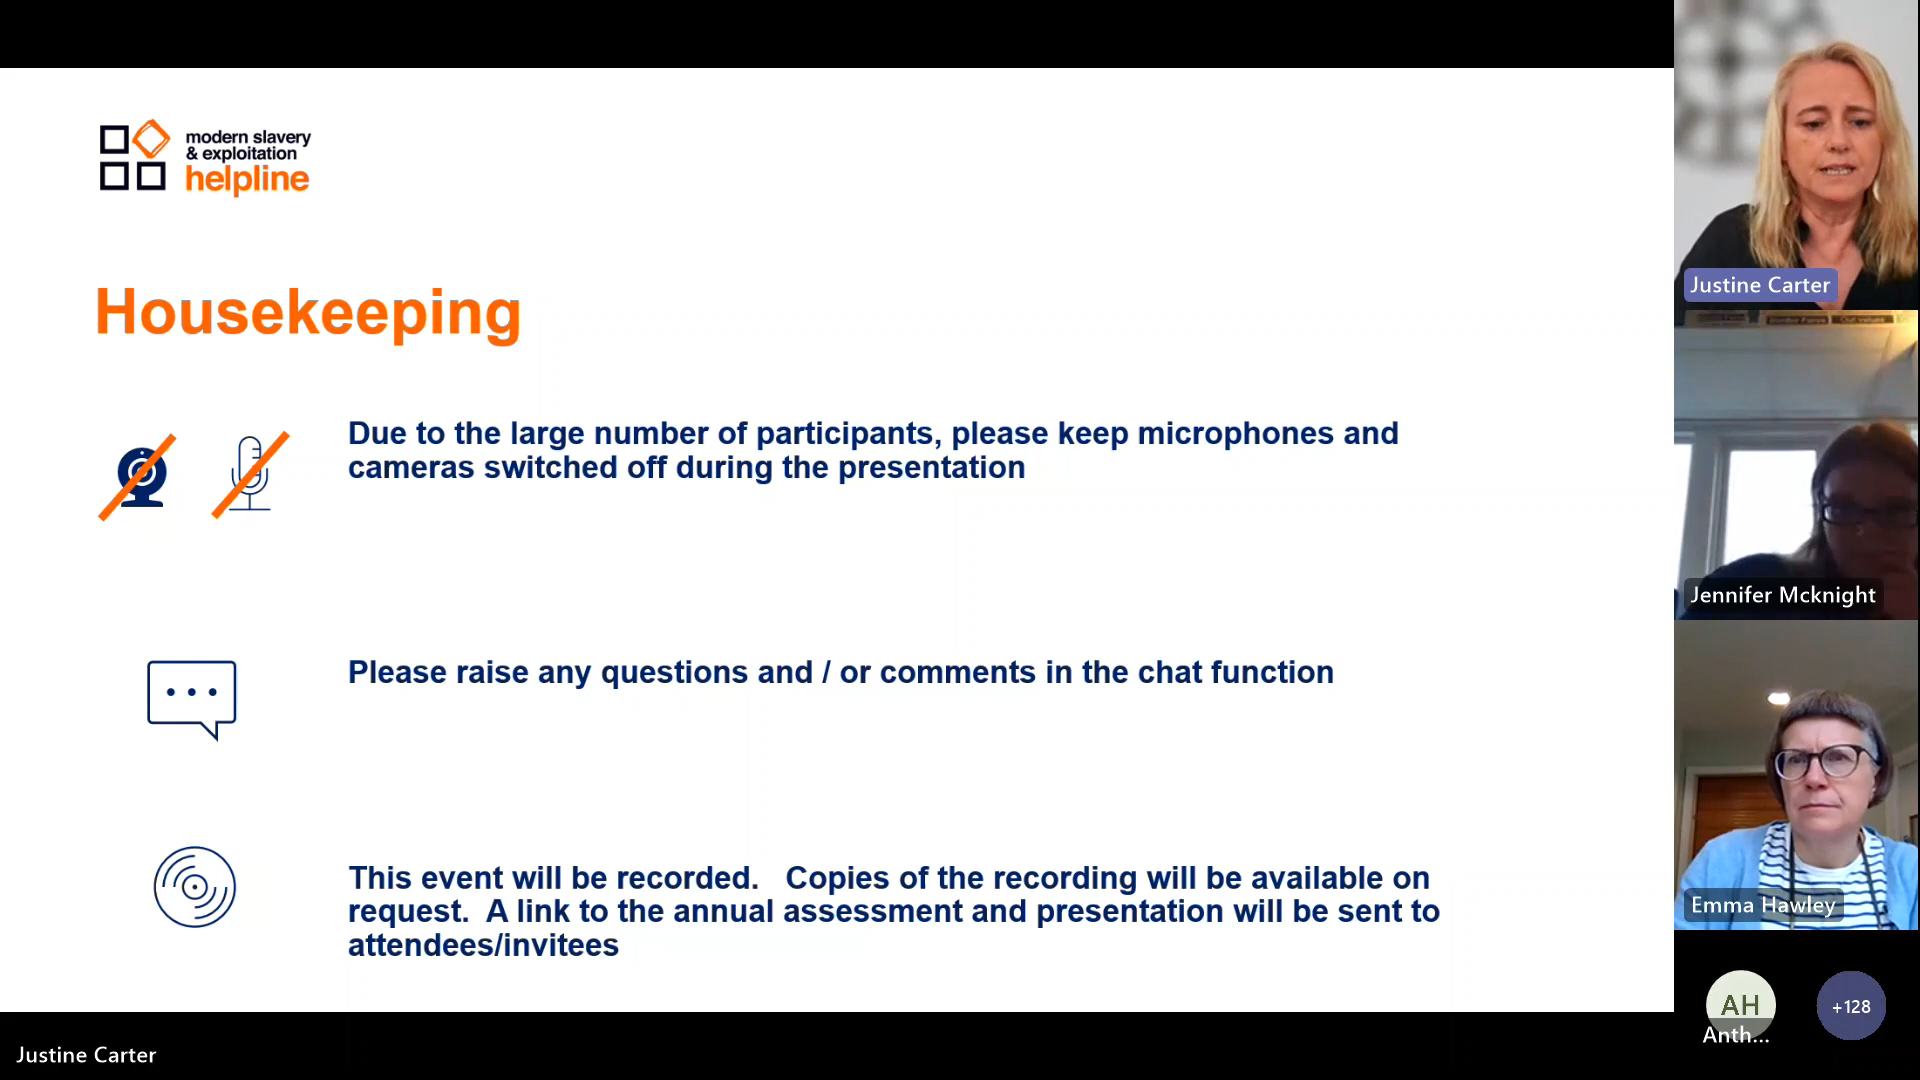 modern slavery
& exploitation
helpline
Housekeeping
Due to the large number of participants, please keep microphones and
cameras switched off during the presentation
Please raise any questions and / or comments in the chat function
This event will be recorded.   Copies of the recording will be available on
request.  A link to the annual assessment and presentation will be sent to
attendees/invitees
Justine Carter
Justine Carter
Jennifer Mcknight
Emma Hawley
AH
Anth...
+128